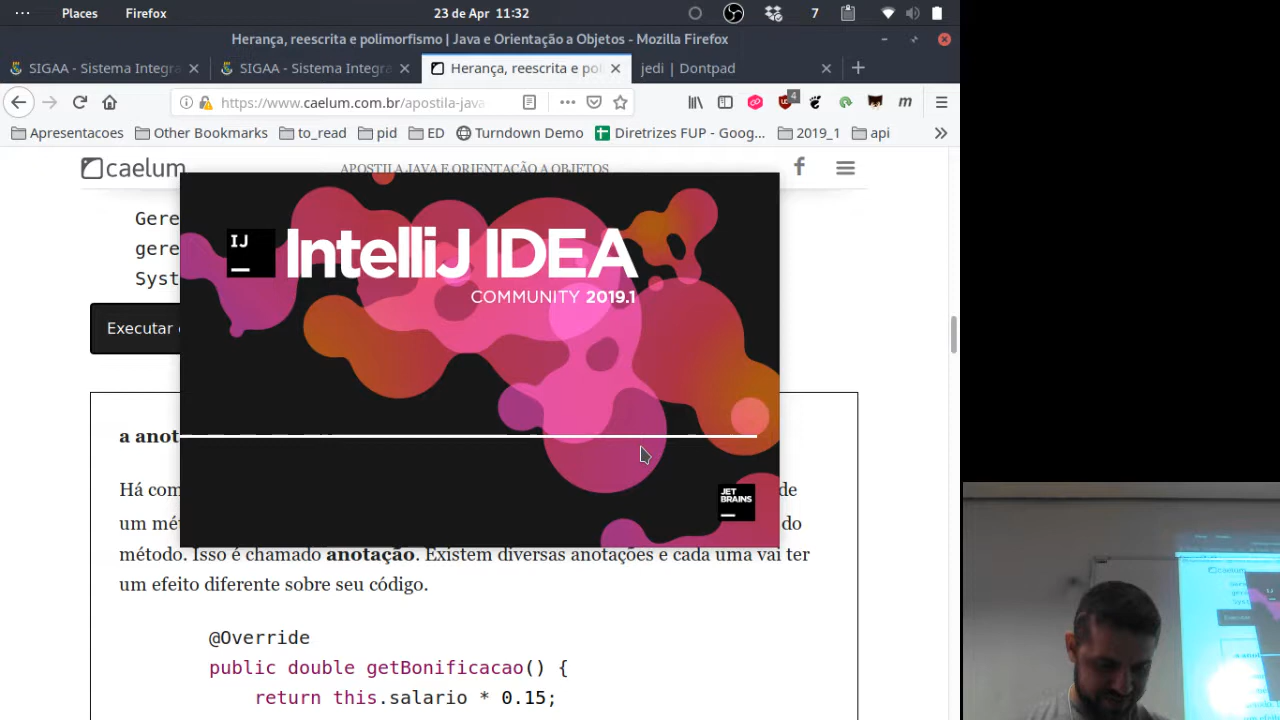 Places Firefox 23 de Apr 11:32 7
Herança, reescrita e polimorfismo | Java e Orientação a Objetos - Mozilla Firefox
SIGAA - Sistema Integra SIGAA - Sistema Integra Herança, reescrita e pol jedi | Dontpad
https://www.caelum.com.br/apostila-java 4
Apresentacoes Other Bookmarks to_read pid ED Turndown Demo Diretrizes FUP - Goog... 2019_1 api
caelum APOSTILA JAVA E ORIENTAÇÃO A OBJETOS
Gere
gere
Syst
Executar
IJ IntelliJ IDEA
COMMUNITY 2019.1
JET
BRAINS
a anot
Há com de
um mé do
método. Isso é chamado anotação. Existem diversas anotações e cada uma vai ter
um efeito diferente sobre seu código.
@Override
public double getBonificacao() {
return this.salario * 0.15;